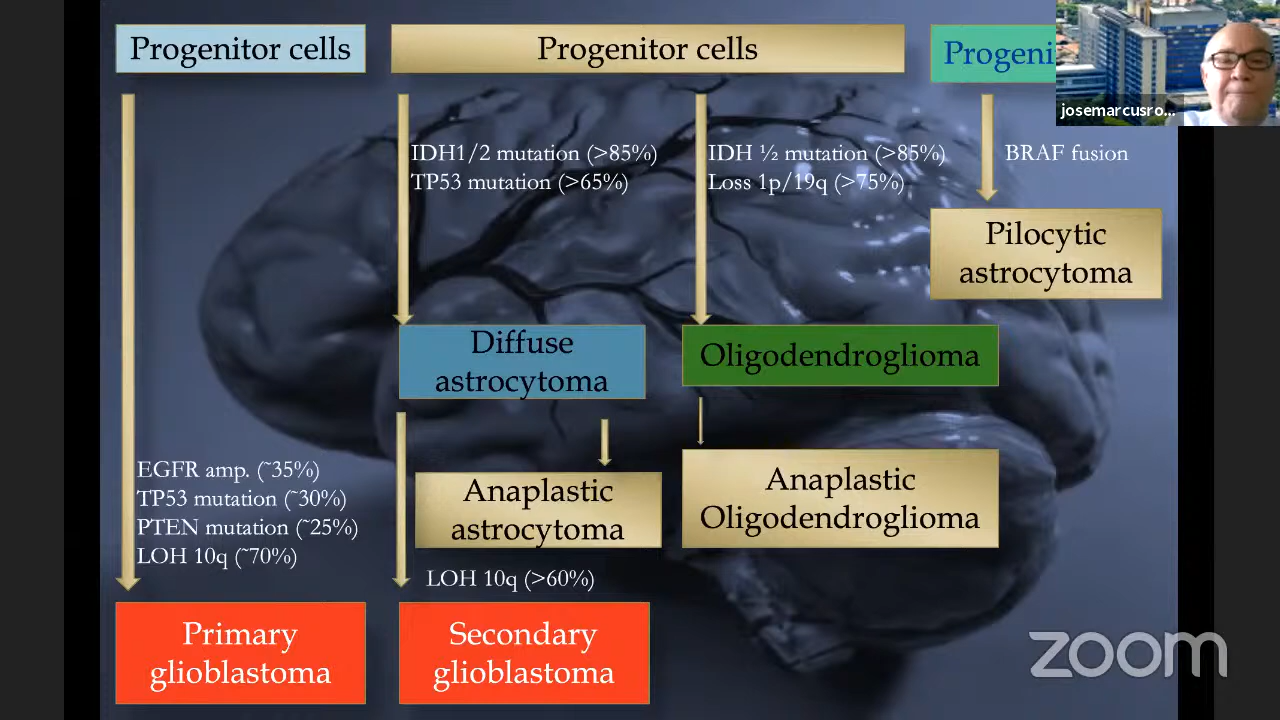 Progenitor cells
Progenitor cells
Progeni
josemarcusro...
IDH1/2 mutation (>85%)
TP53 mutation (>65%)
IDH ½ mutation (>85%)
Loss 1p/19q (>75%)
BRAF fusion
Pilocytic
astrocytoma
Diffuse
astrocytoma
Oligodendroglioma
EGFR amp. (˜35%)
TP53 mutation (˜30%)
PTEN mutation (˜25%)
LOH 10q (˜70%)
Anaplastic
astrocytoma
Anaplastic
Oligodendroglioma
LOH 10q (>60%)
Primary
glioblastoma
Secondary
glioblastoma
zoom